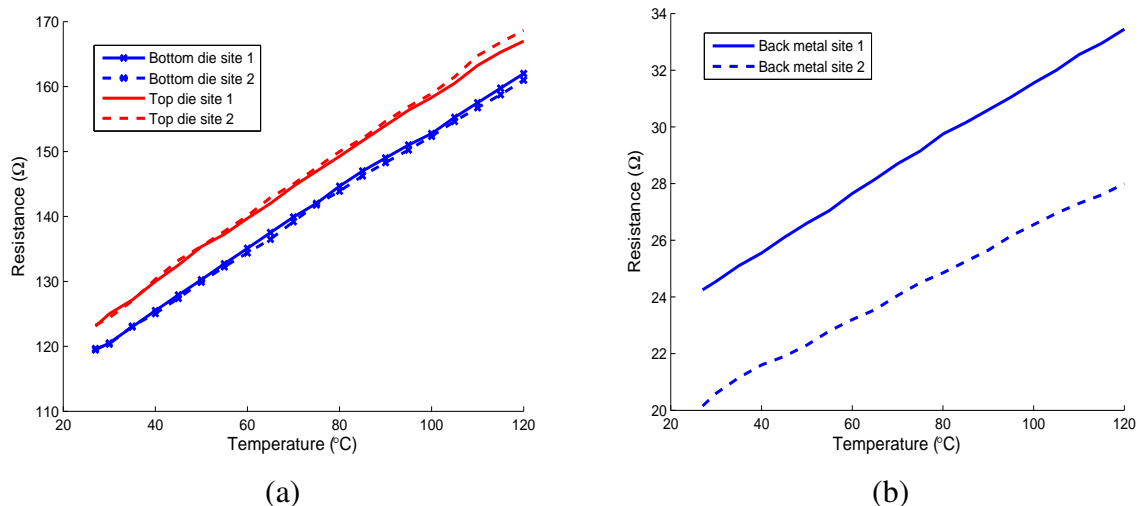 170
160
150
140
130
120
110
Resistance (Ω)
Bottom die site 1
Bottom die site 2
Top die site 1
Top die site 2
20 40 60 80 100 120
Temperature (°C)
(a)
34
32
30
28
26
24
22
20
Resistance (Ω)
Back metal site 1
Back metal site 2
20 40 60 80 100 120
Temperature (°C)
(b)